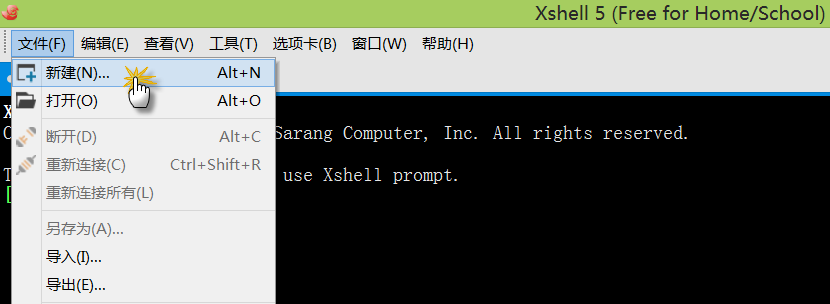 Xshell 5 (Free for Home/School)
文件(F) 编辑(E) 查看(V) 工具(T) 选项卡(B) 窗口(W) 帮助(H)
新建(N)... Alt+N
打开(O) Alt+O
断开(D) Alt+C
重新连接(C) Ctrl+Shift+R
重新连接所有(L)
另存为(A)...
导入(I)...
导出(E)...
X
Sarang Computer, Inc. All rights reserved.
use Xshell prompt.
[